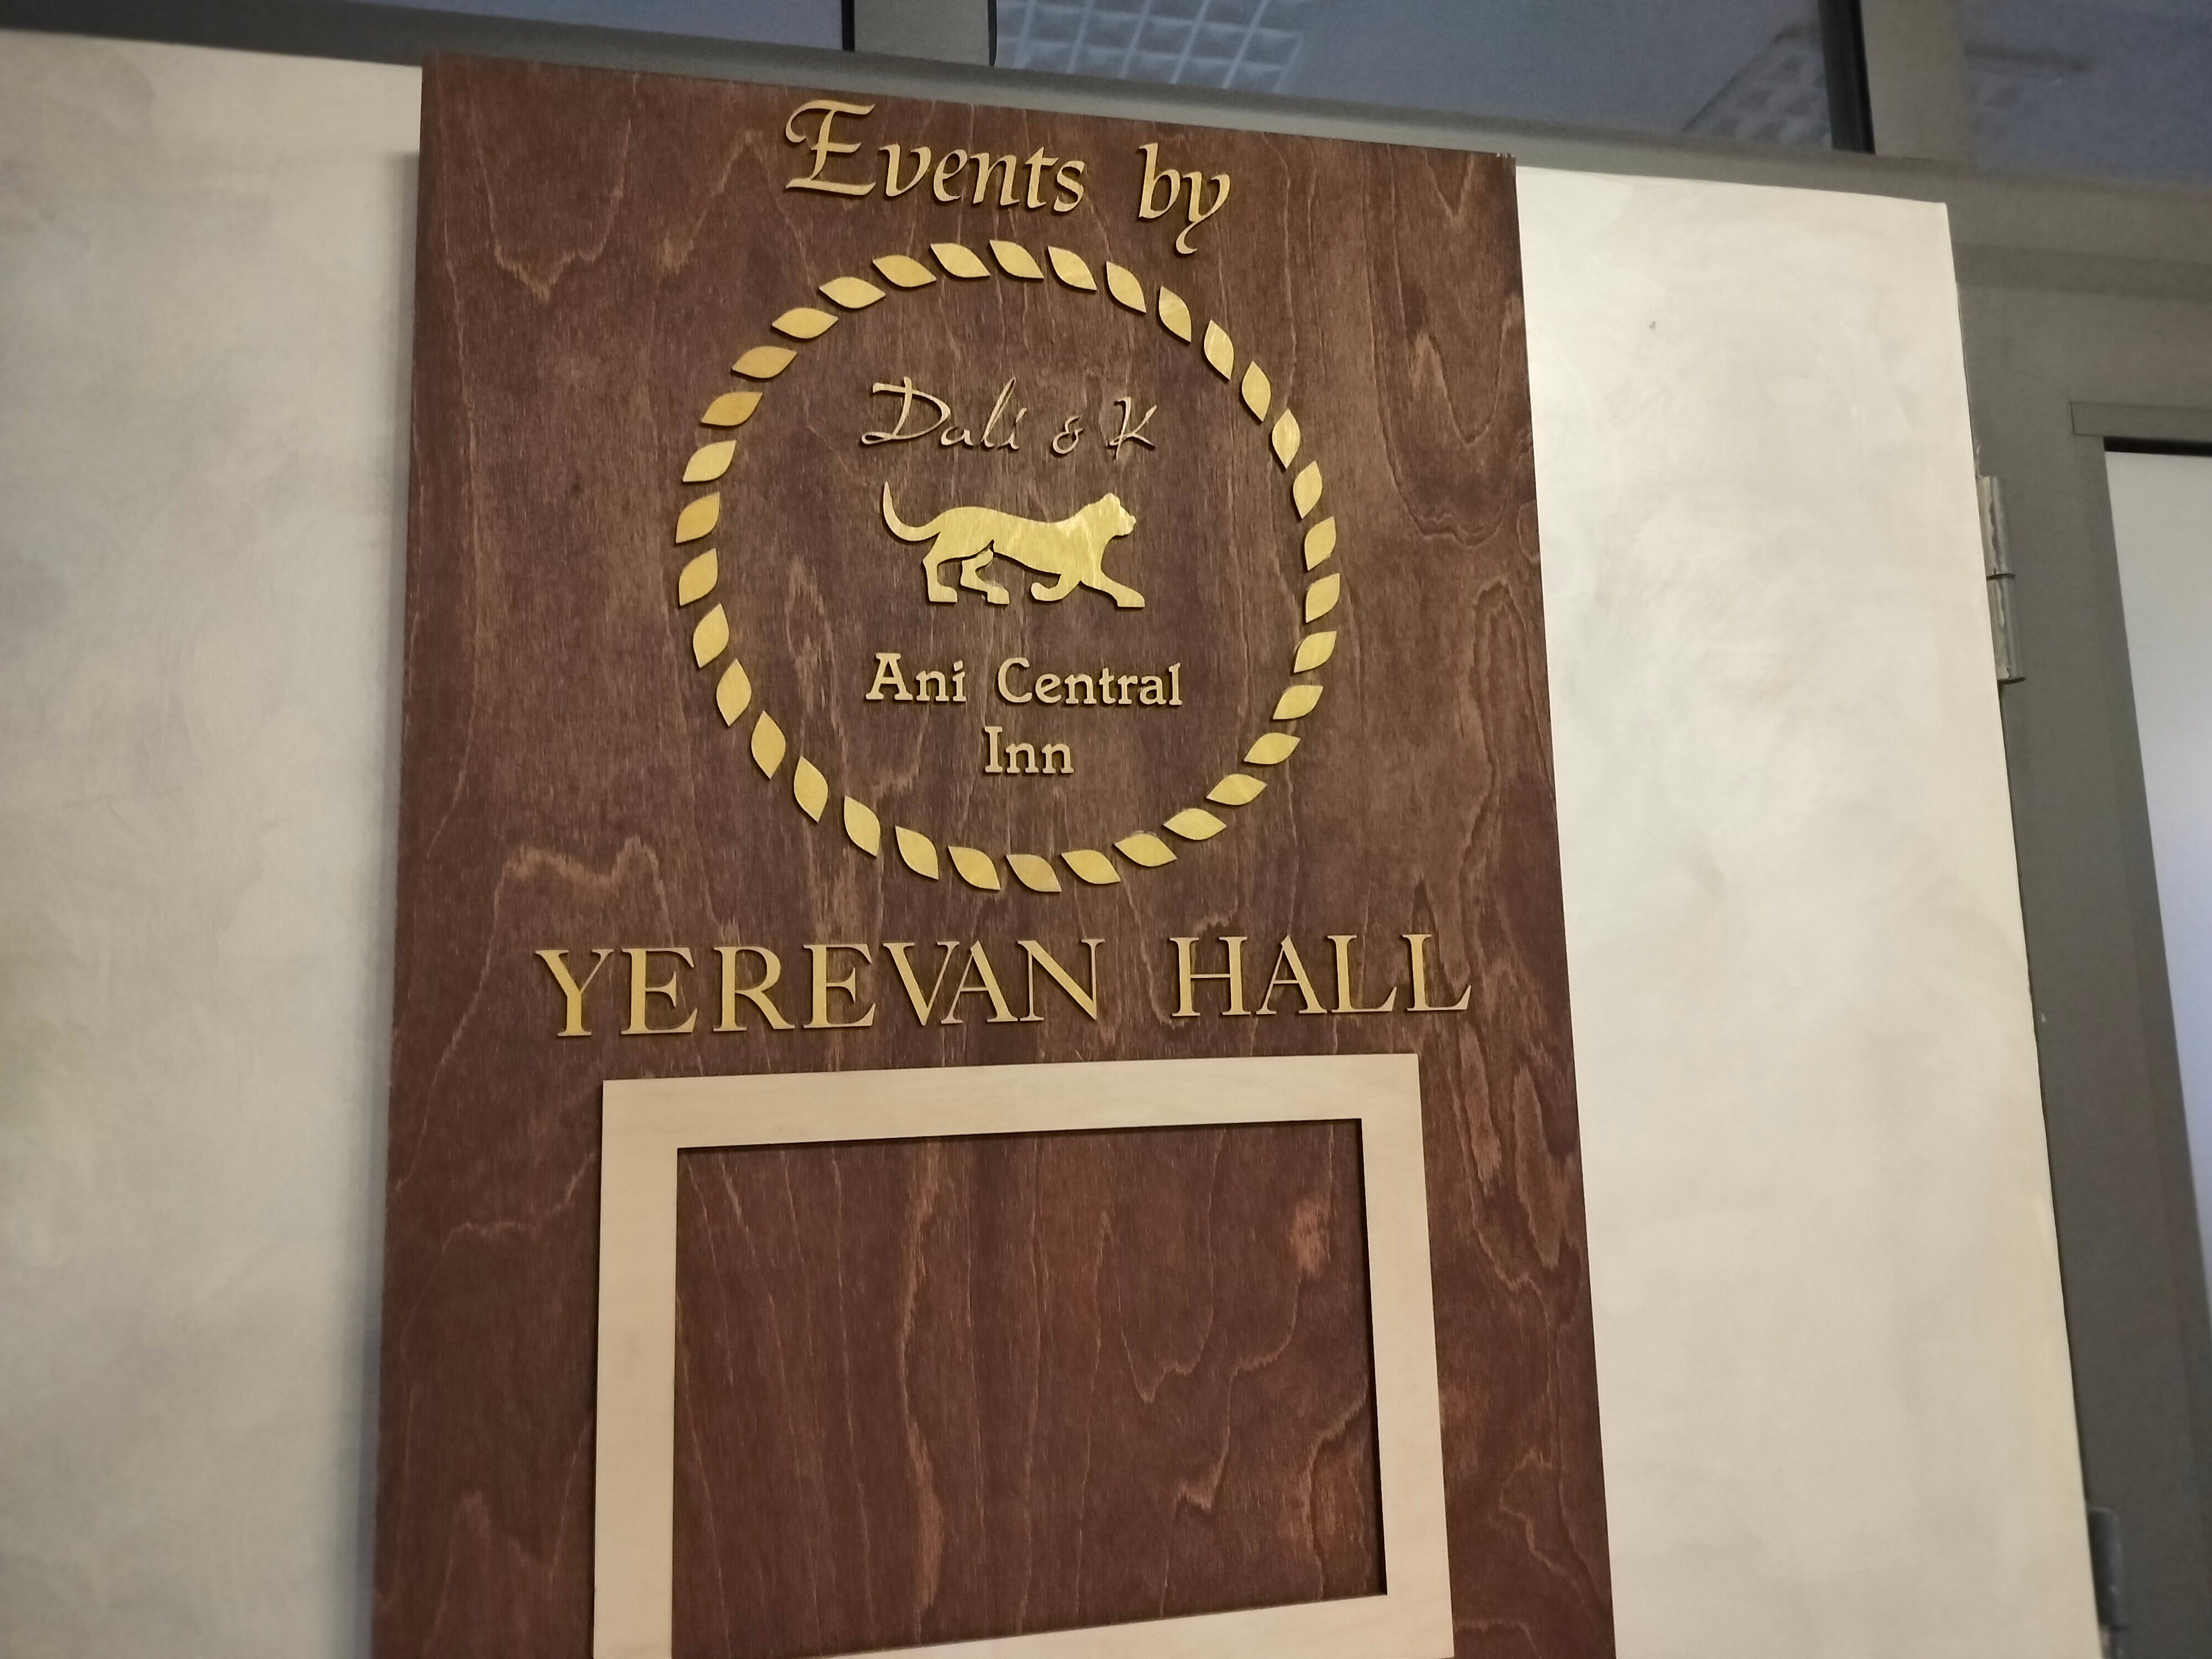 Events by
Dali & K
Ani Central
Inn
YEREVAN HALL